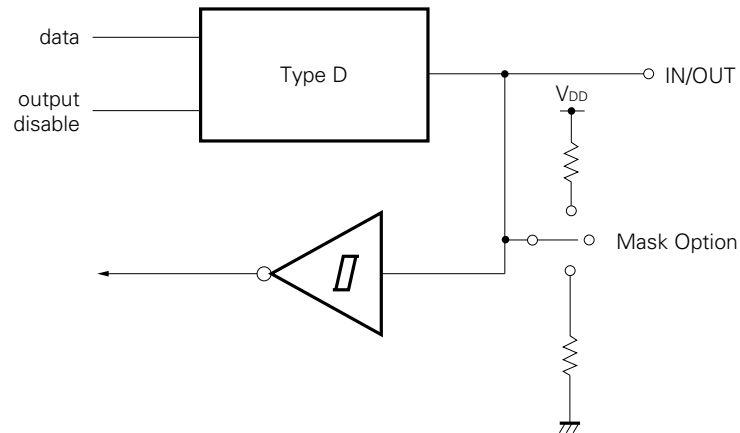 data
Type D
IN/OUT
output
disable
VDD
Mask Option